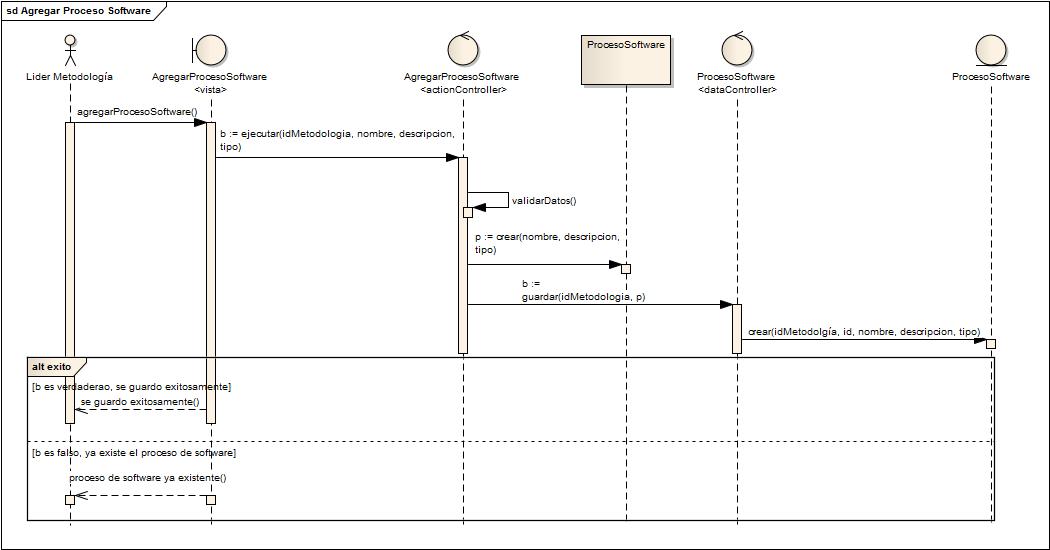 sd Agregar Proceso Software
Lider Metodología
AgregarProcesoSoftware
<vista>
AgregarProcesoSoftware
<actionController>
ProcesoSoftware
ProcesoSoftware
<dataController>
ProcesoSoftware
agregarProcesoSoftware()
b := ejecutar(idMetodologia, nombre, descripcion,
tipo)
validarDatos()
p := crear(nombre, descripcion,
tipo)
b :=
guardar(idMetodologia, p)
crear(idMetodolgía, id, nombre, descripcion, tipo)
alt exito
[b es verdaderao, se guardo exitosamente]
se guardo exitosamente()
[b es falso, ya existe el proceso de software]
proceso de software ya existente()